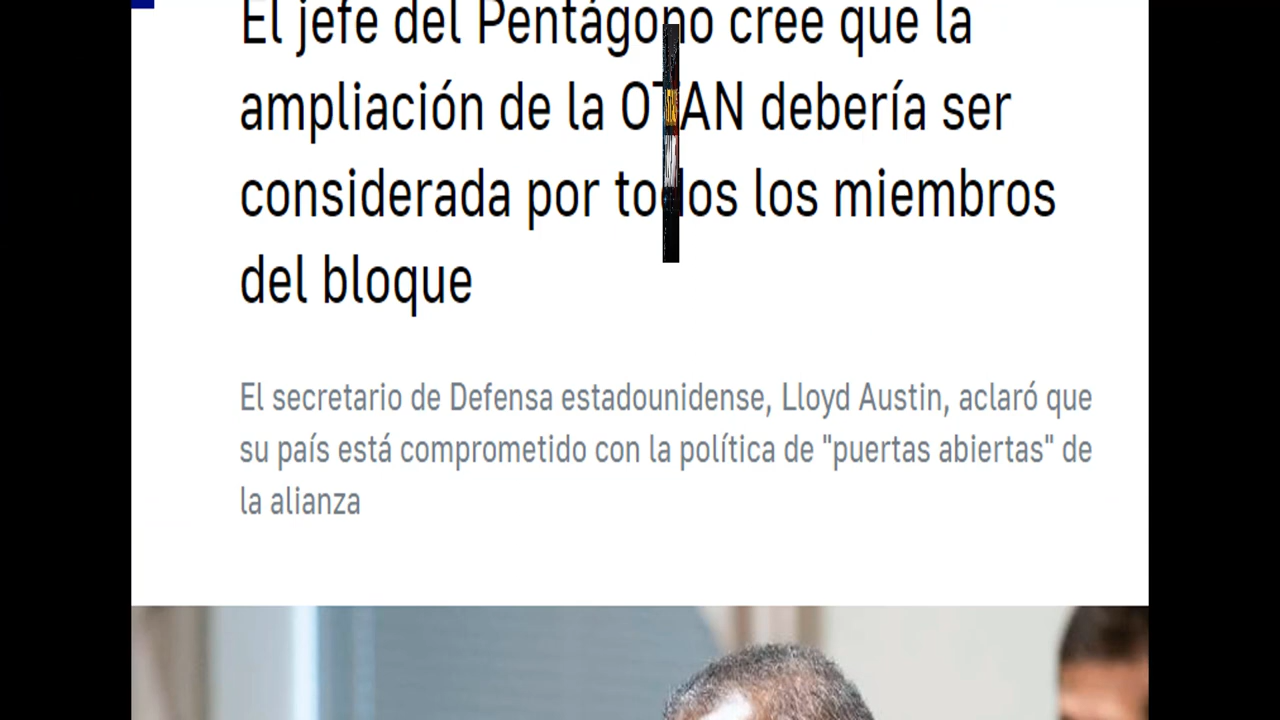 El jefe del Pentágono cree que la
ampliación de la OTAN debería ser
considerada por todos los miembros
del bloque
El secretario de Defensa estadounidense, Lloyd Austin, aclaró que
su país está comprometido con la política de "puertas abiertas" de
la alianza